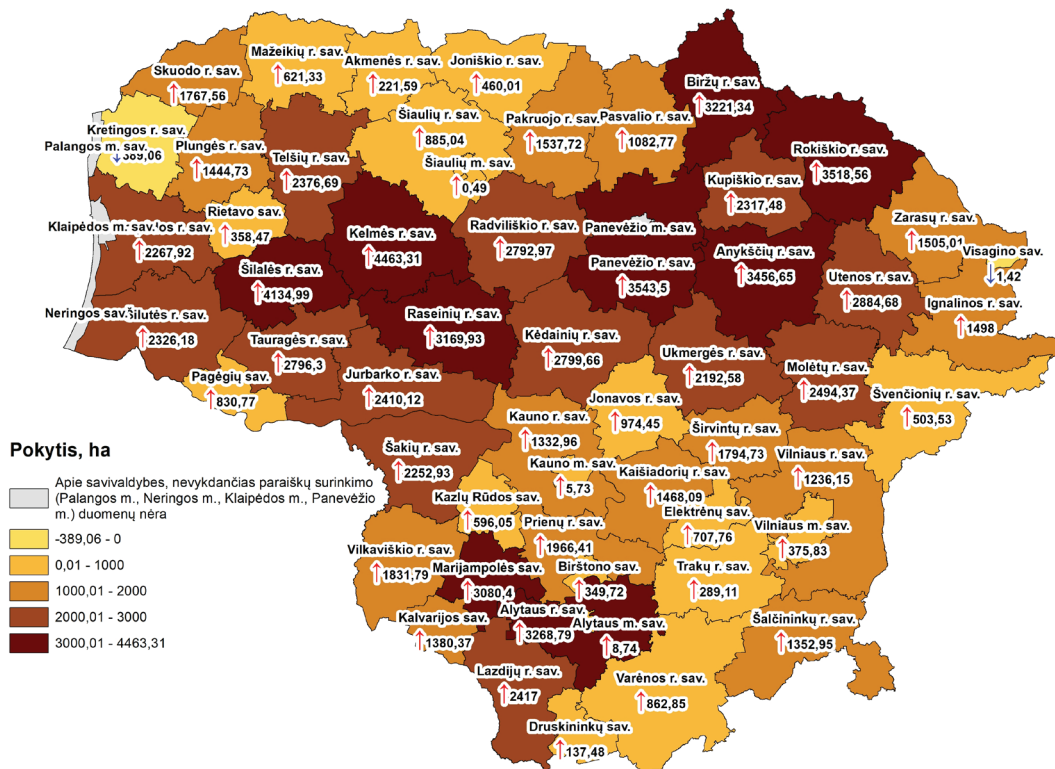 Mažeikių r. sav.
621,33
Akmenės r. sav.
221,59
Joniškio r. sav.
460,01
Skuodo r. sav.
1767,56
Biržų r. sav.
3221,34
Kretingos r. sav.
Palangos m. sav.
389,06
Plungės r. sav.
1444,73
Telšių r. sav.
2376,69
Šiaulių r. sav.
885,04
Šiaulių m. sav.
0,49
Pakruojo r. sav.
1537,72
Pasvalio r. sav.
1082,77
Rokiškio r. sav.
3518,56
Kupiškio r. sav.
2317,48
Rietavo sav.
358,47
Klaipėdos m. sav.
os r. sav.
2267,92
Kelmės r. sav.
4463,31
Radviliškio r. sav.
2792,97
Panevėžio m.
Panevėžio r. sav.
3543,5
Anykščių r. sav.
3456,65
Zarasų r. sav.
1505,01
Visagino sav.
1,42
Šilalės r. sav.
4134,99
Utenos r. sav.
2884,68
Ignalinos r. sav.
1498
Neringos sav.
ilutės r. sav.
2326,18
Raseinių r. sav.
3169,93
Tauragės r. sav.
2796,3
Kėdainių r. sav.
2799,66
Ukmergės r. sav.
2192,58
Molėtų r. sav.
2494,37
Pagėgių sav.
830,77
Jurbarko r. sav.
2410,12
Jonavos r. sav.
974,45
Švenčionių r. sav.
503,53
Kauno r. sav.
1332,96
Širvintų r. sav.
1794,73
Šakių r. sav.
2252,93
Kauno m. sav.
5,73
Kaišiadorių r. sav.
1468,09
Vilniaus r. sav.
1236,15
Kazlų Rūdos sav.
596,05
Elektrėnų sav.
707,76
Vilniaus m. sav.
375,83
Prienų r. sav.
1966,41
Vilkaviškio r. sav.
1831,79
Marijampolės sav.
3080,4
Birštono sav.
349,72
Trakų r. sav.
289,11
Kalvarijos sav.
1380,37
Alytaus r. sav.
3268,79
Alytaus m. sav.
8,74
Šalčininkų r. sav.
1352,95
Lazdijų r. sav.
2417
Varėnos r. sav.
862,85
Druskininkų sav.
137,48
Pokytis, ha
Apie savivaldybes, nevykdančias paraiškų surinkimo
(Palangos m., Neringos m., Klaipėdos m., Panevėžio
m.) duomenų nėra
-389,06 - 0
0,01 - 1000
1000,01 - 2000
2000,01 - 3000
3000,01 - 4463,31